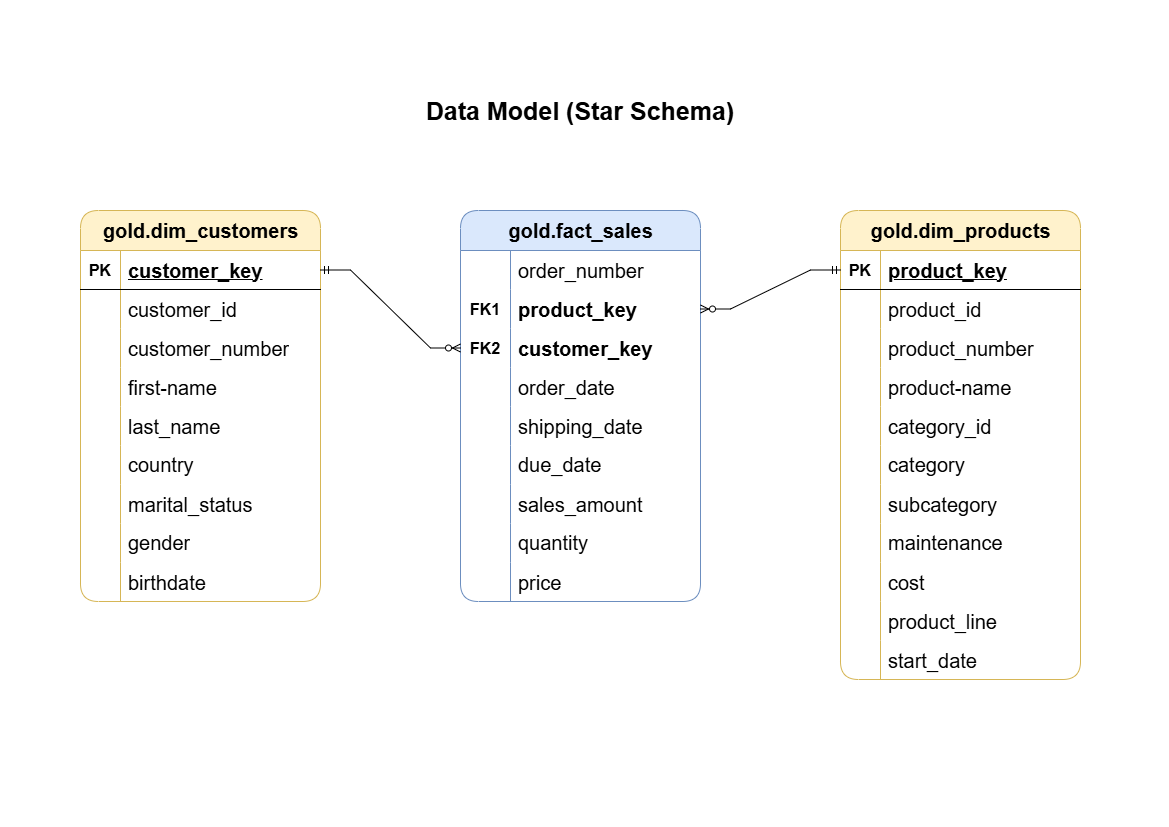 Data Model (Star Schema)
gold.dim_customers
PK customer_key
customer_id
customer_number
first-name
last_name
country
marital_status
gender
birthdate
gold.fact_sales
order_number
FK1 product_key
FK2 customer_key
order_date
shipping_date
due_date
sales_amount
quantity
price
gold.dim_products
PK product_key
product_id
product_number
product-name
category_id
category
subcategory
maintenance
cost
product_line
start_date